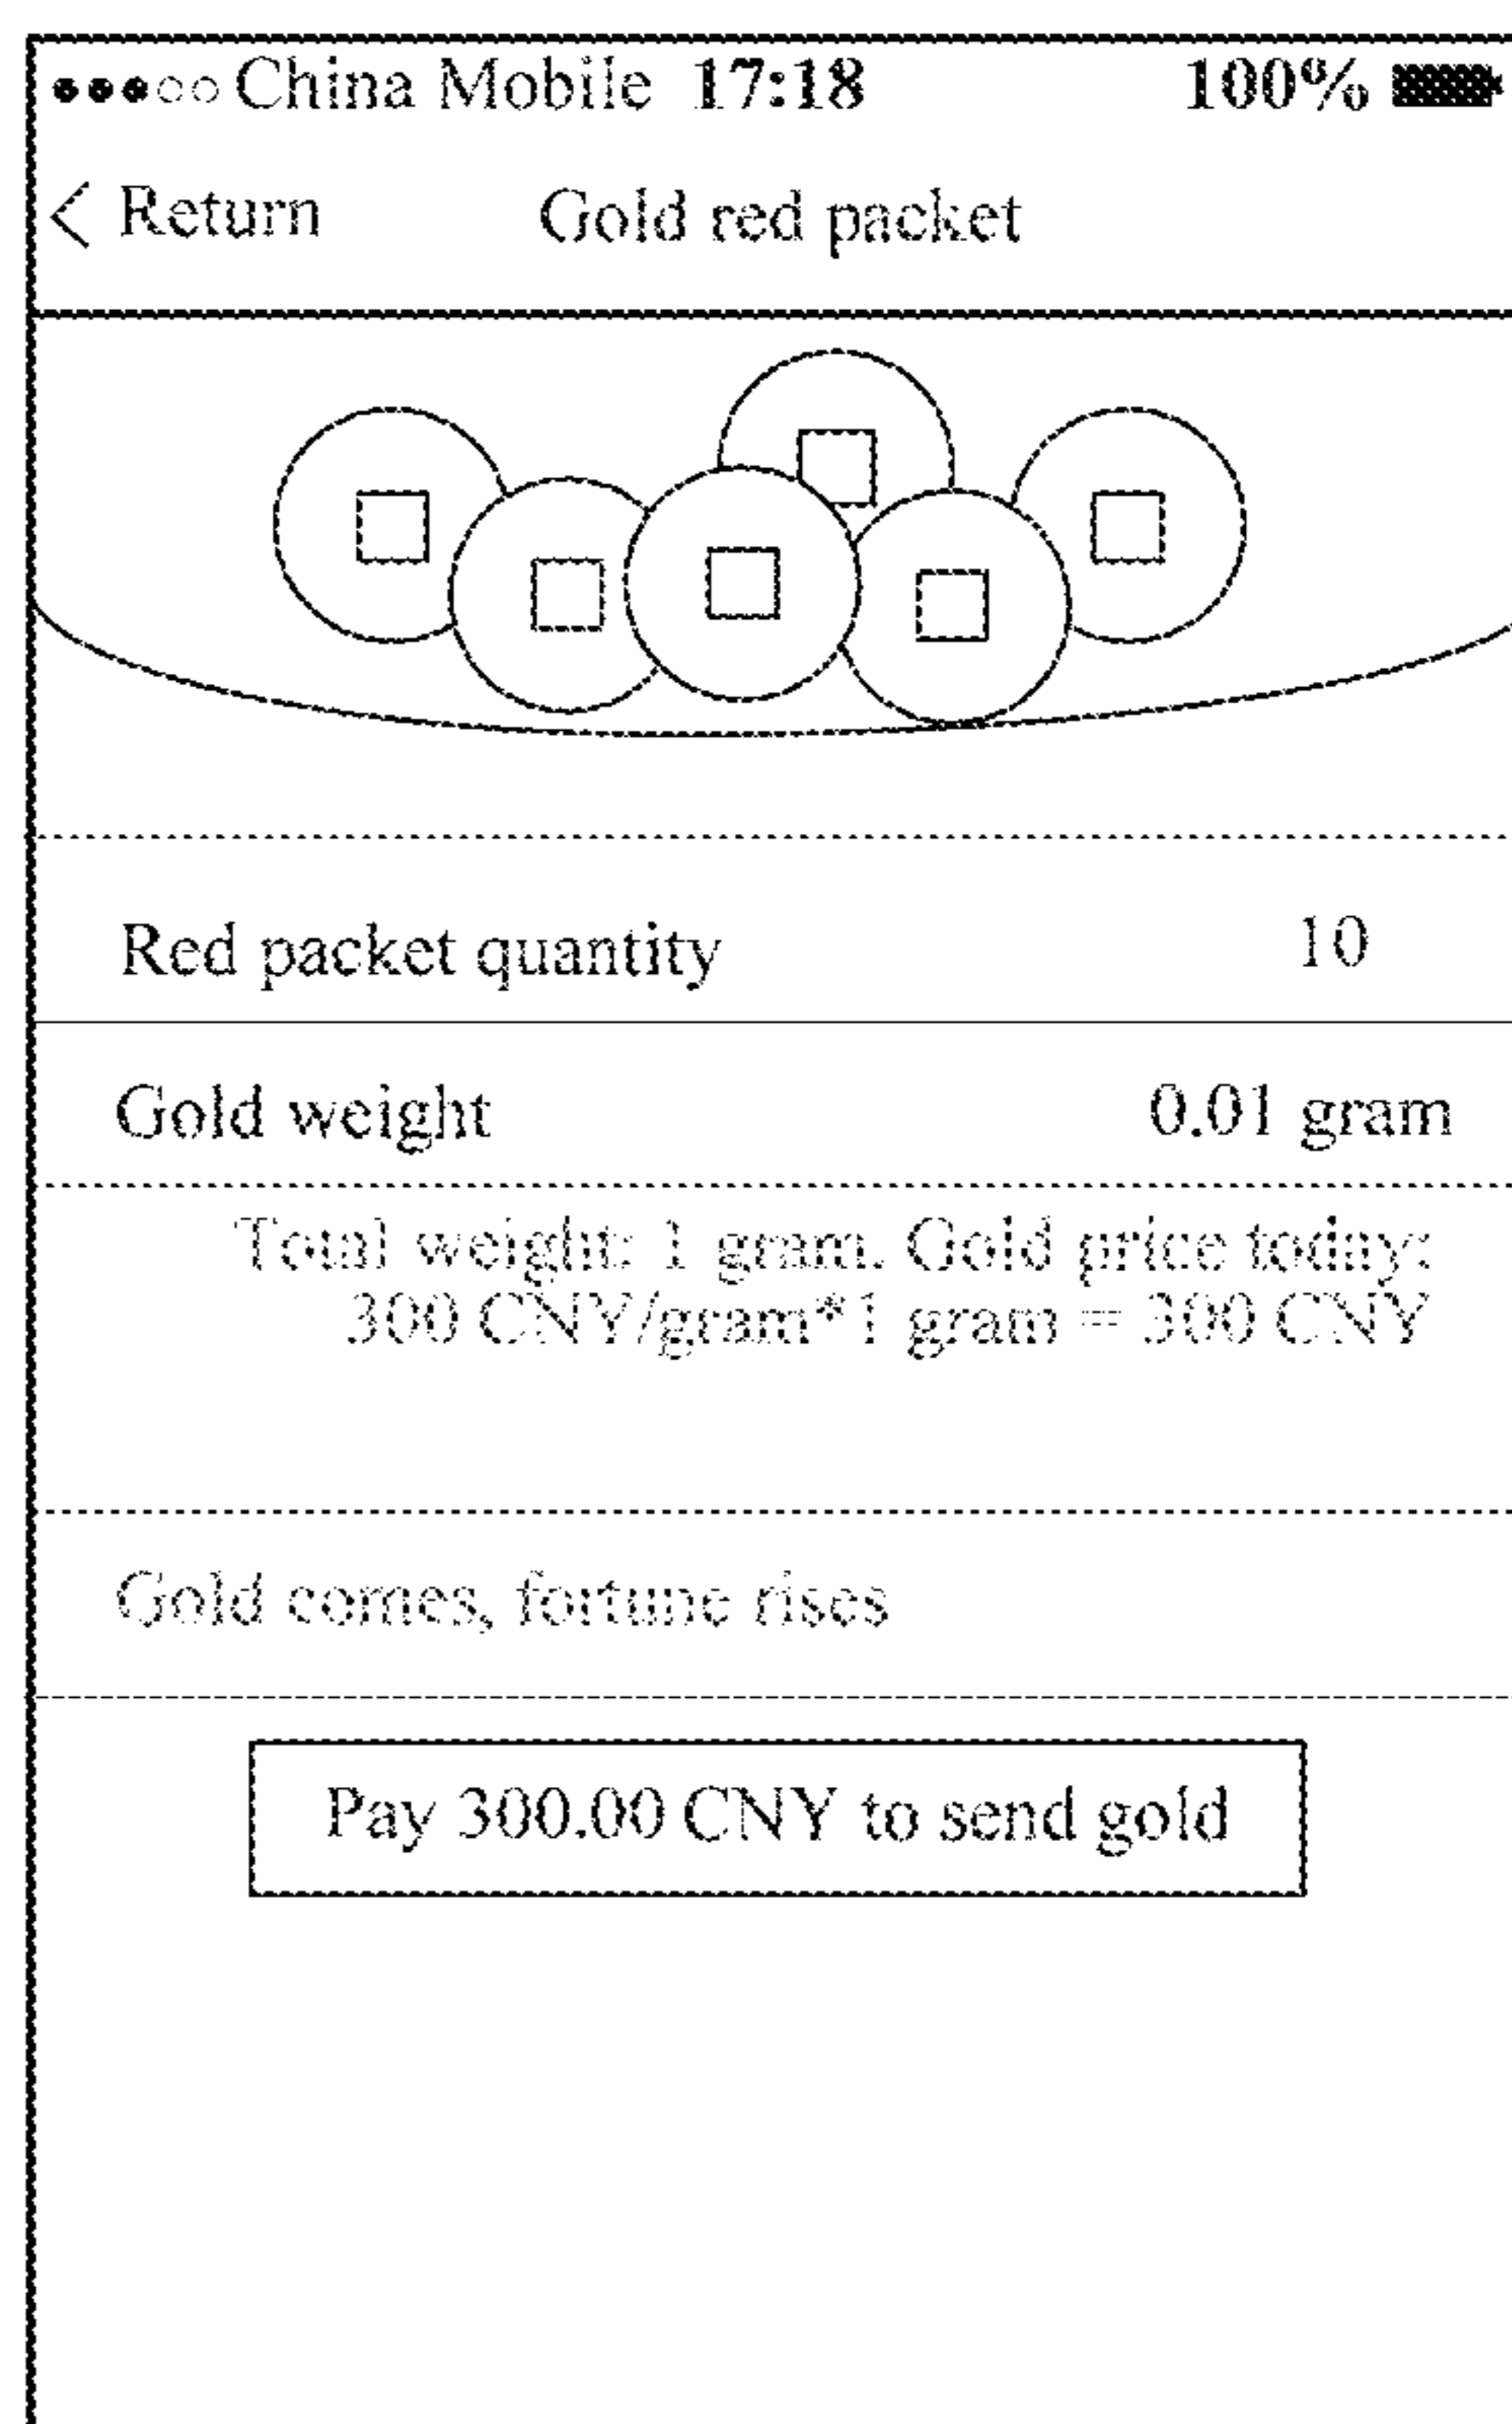 China Mobile 17:18 100%
< Return Gold red packet
Red packet quantity 10
Gold weight 0.01 gram
Total weight: 1 gram. Gold price today:
300 CNY/gram*1 gram = 300 CNY
Gold comes, fortune rises
Pay 300.00 CNY to send gold